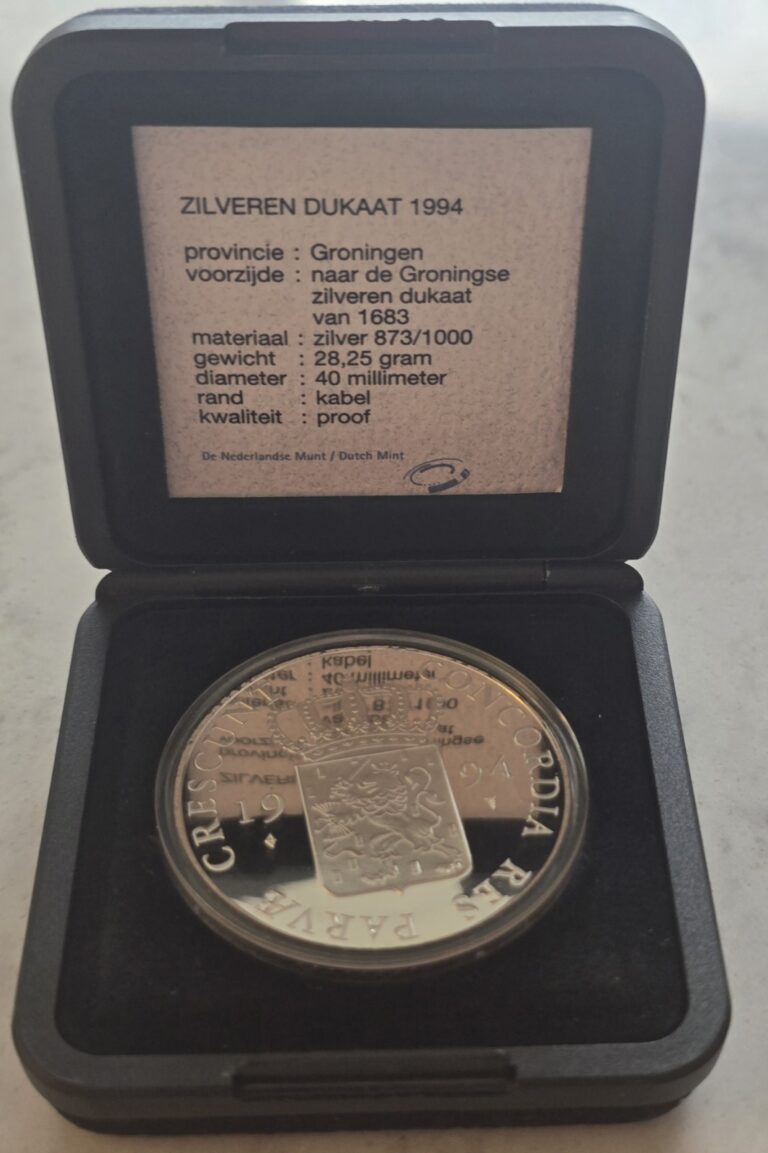 ZILVEREN DUKAAT 1994
provincie : Groningen
voorzijde : naar de Groningse
zilveren dukaat
van 1683
materiaal : zilver 873/1000
gewicht : 28,25 gram
diameter : 40 millimeter
rand : kabel
kwaliteit : proof
De Nederlandse Munt / Dutch Mint
CONCORDIA RES PARVÆ CRESCUNT
19 94